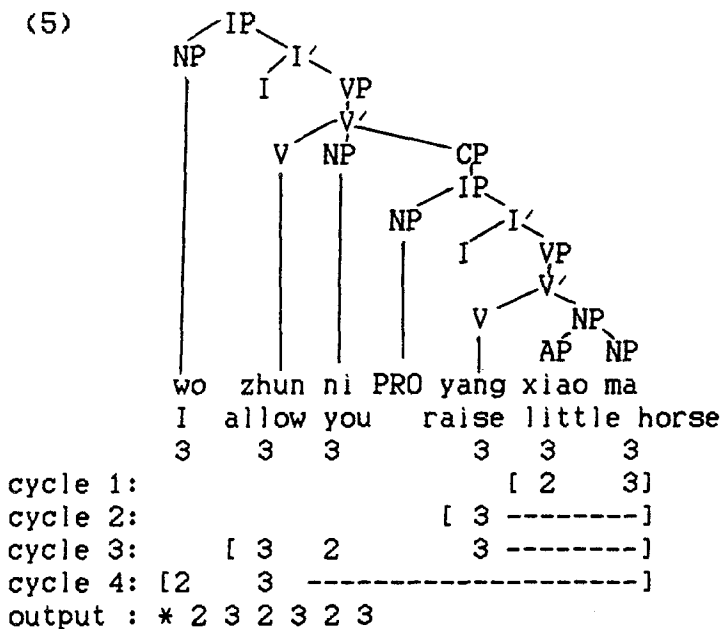 (5)
IP
NP I′
I VP
V′
V NP CP
IP
NP I′
I VP
V′
V NP
AP NP
wo zhun ni PRO yang xiao ma
I allow you raise little horse
3 3 3 3 3 3
cycle 1: [ 2 3]
cycle 2: [ 3 --------]
cycle 3: [ 3 2 3 --------]
cycle 4: [2 3 --------------------]
output : * 2 3 2 3 2 3